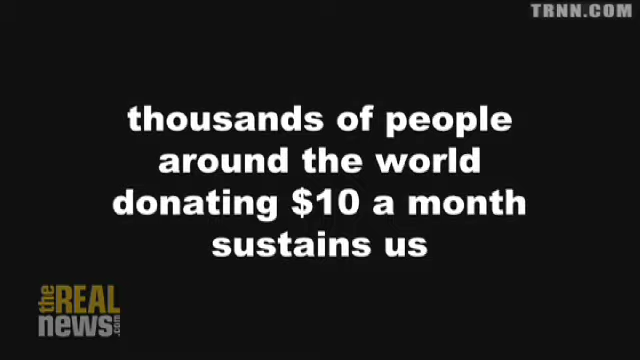 TRNN.COM
thousands of people
around the world
donating $10 a month
sustains us
the REAL
news.com